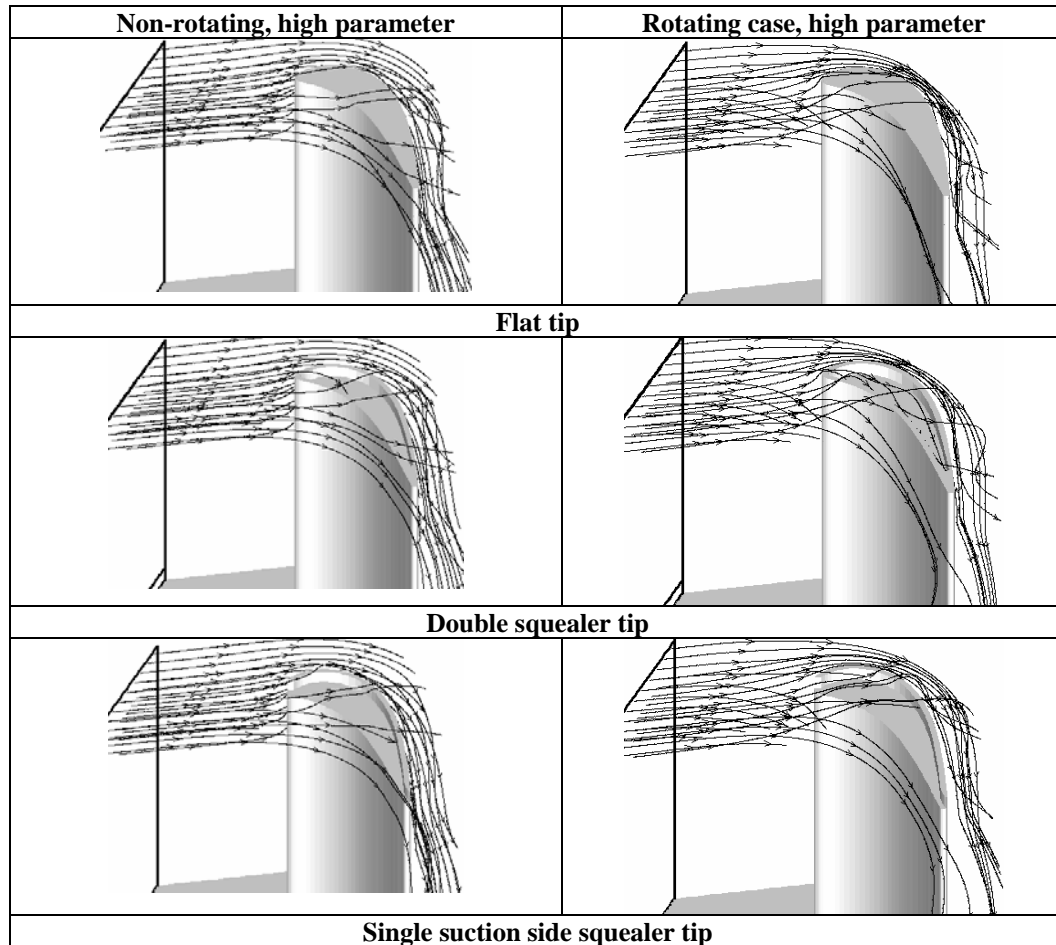 Non-rotating, high parameter
Rotating case, high parameter
Flat tip
Double squealer tip
Single suction side squealer tip